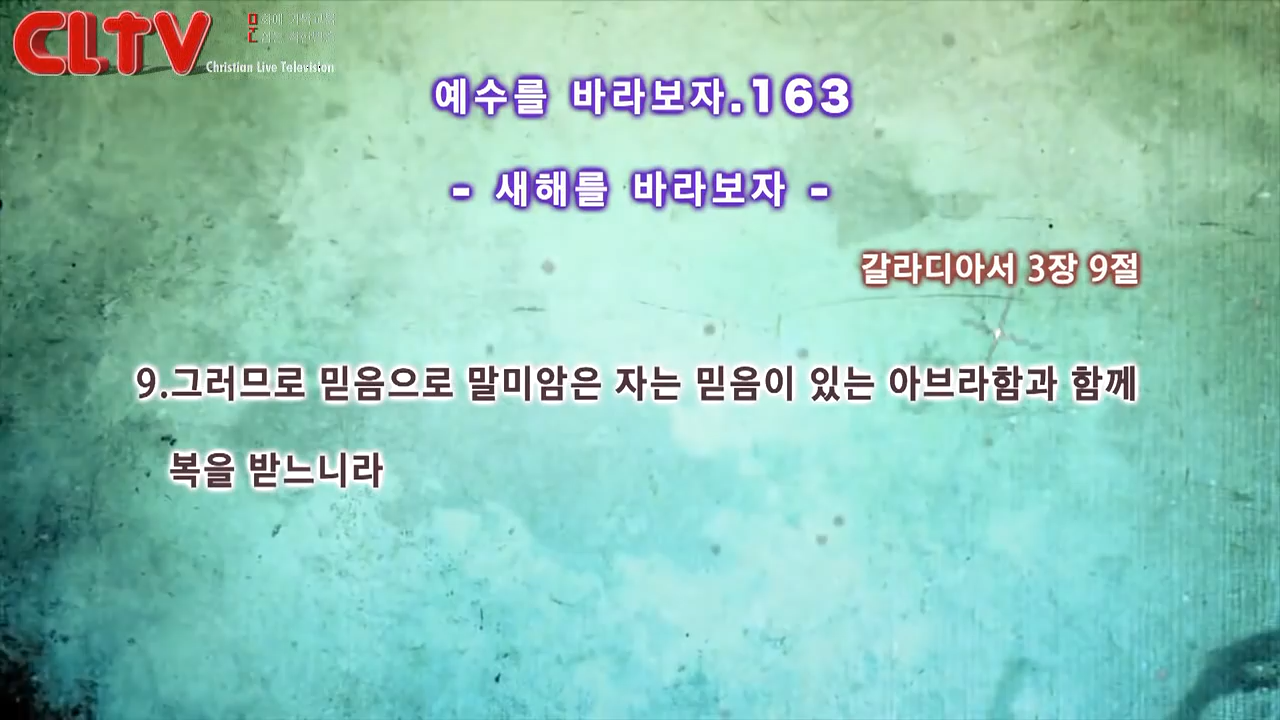 CLTV
Christian Live Television
예수를 바라보자.163
- 새해를 바라보자 -
갈라디아서 3장 9절
9.그러므로 믿음으로 말미암은 자는 믿음이 있는 아브라함과 함께
복을 받느니라